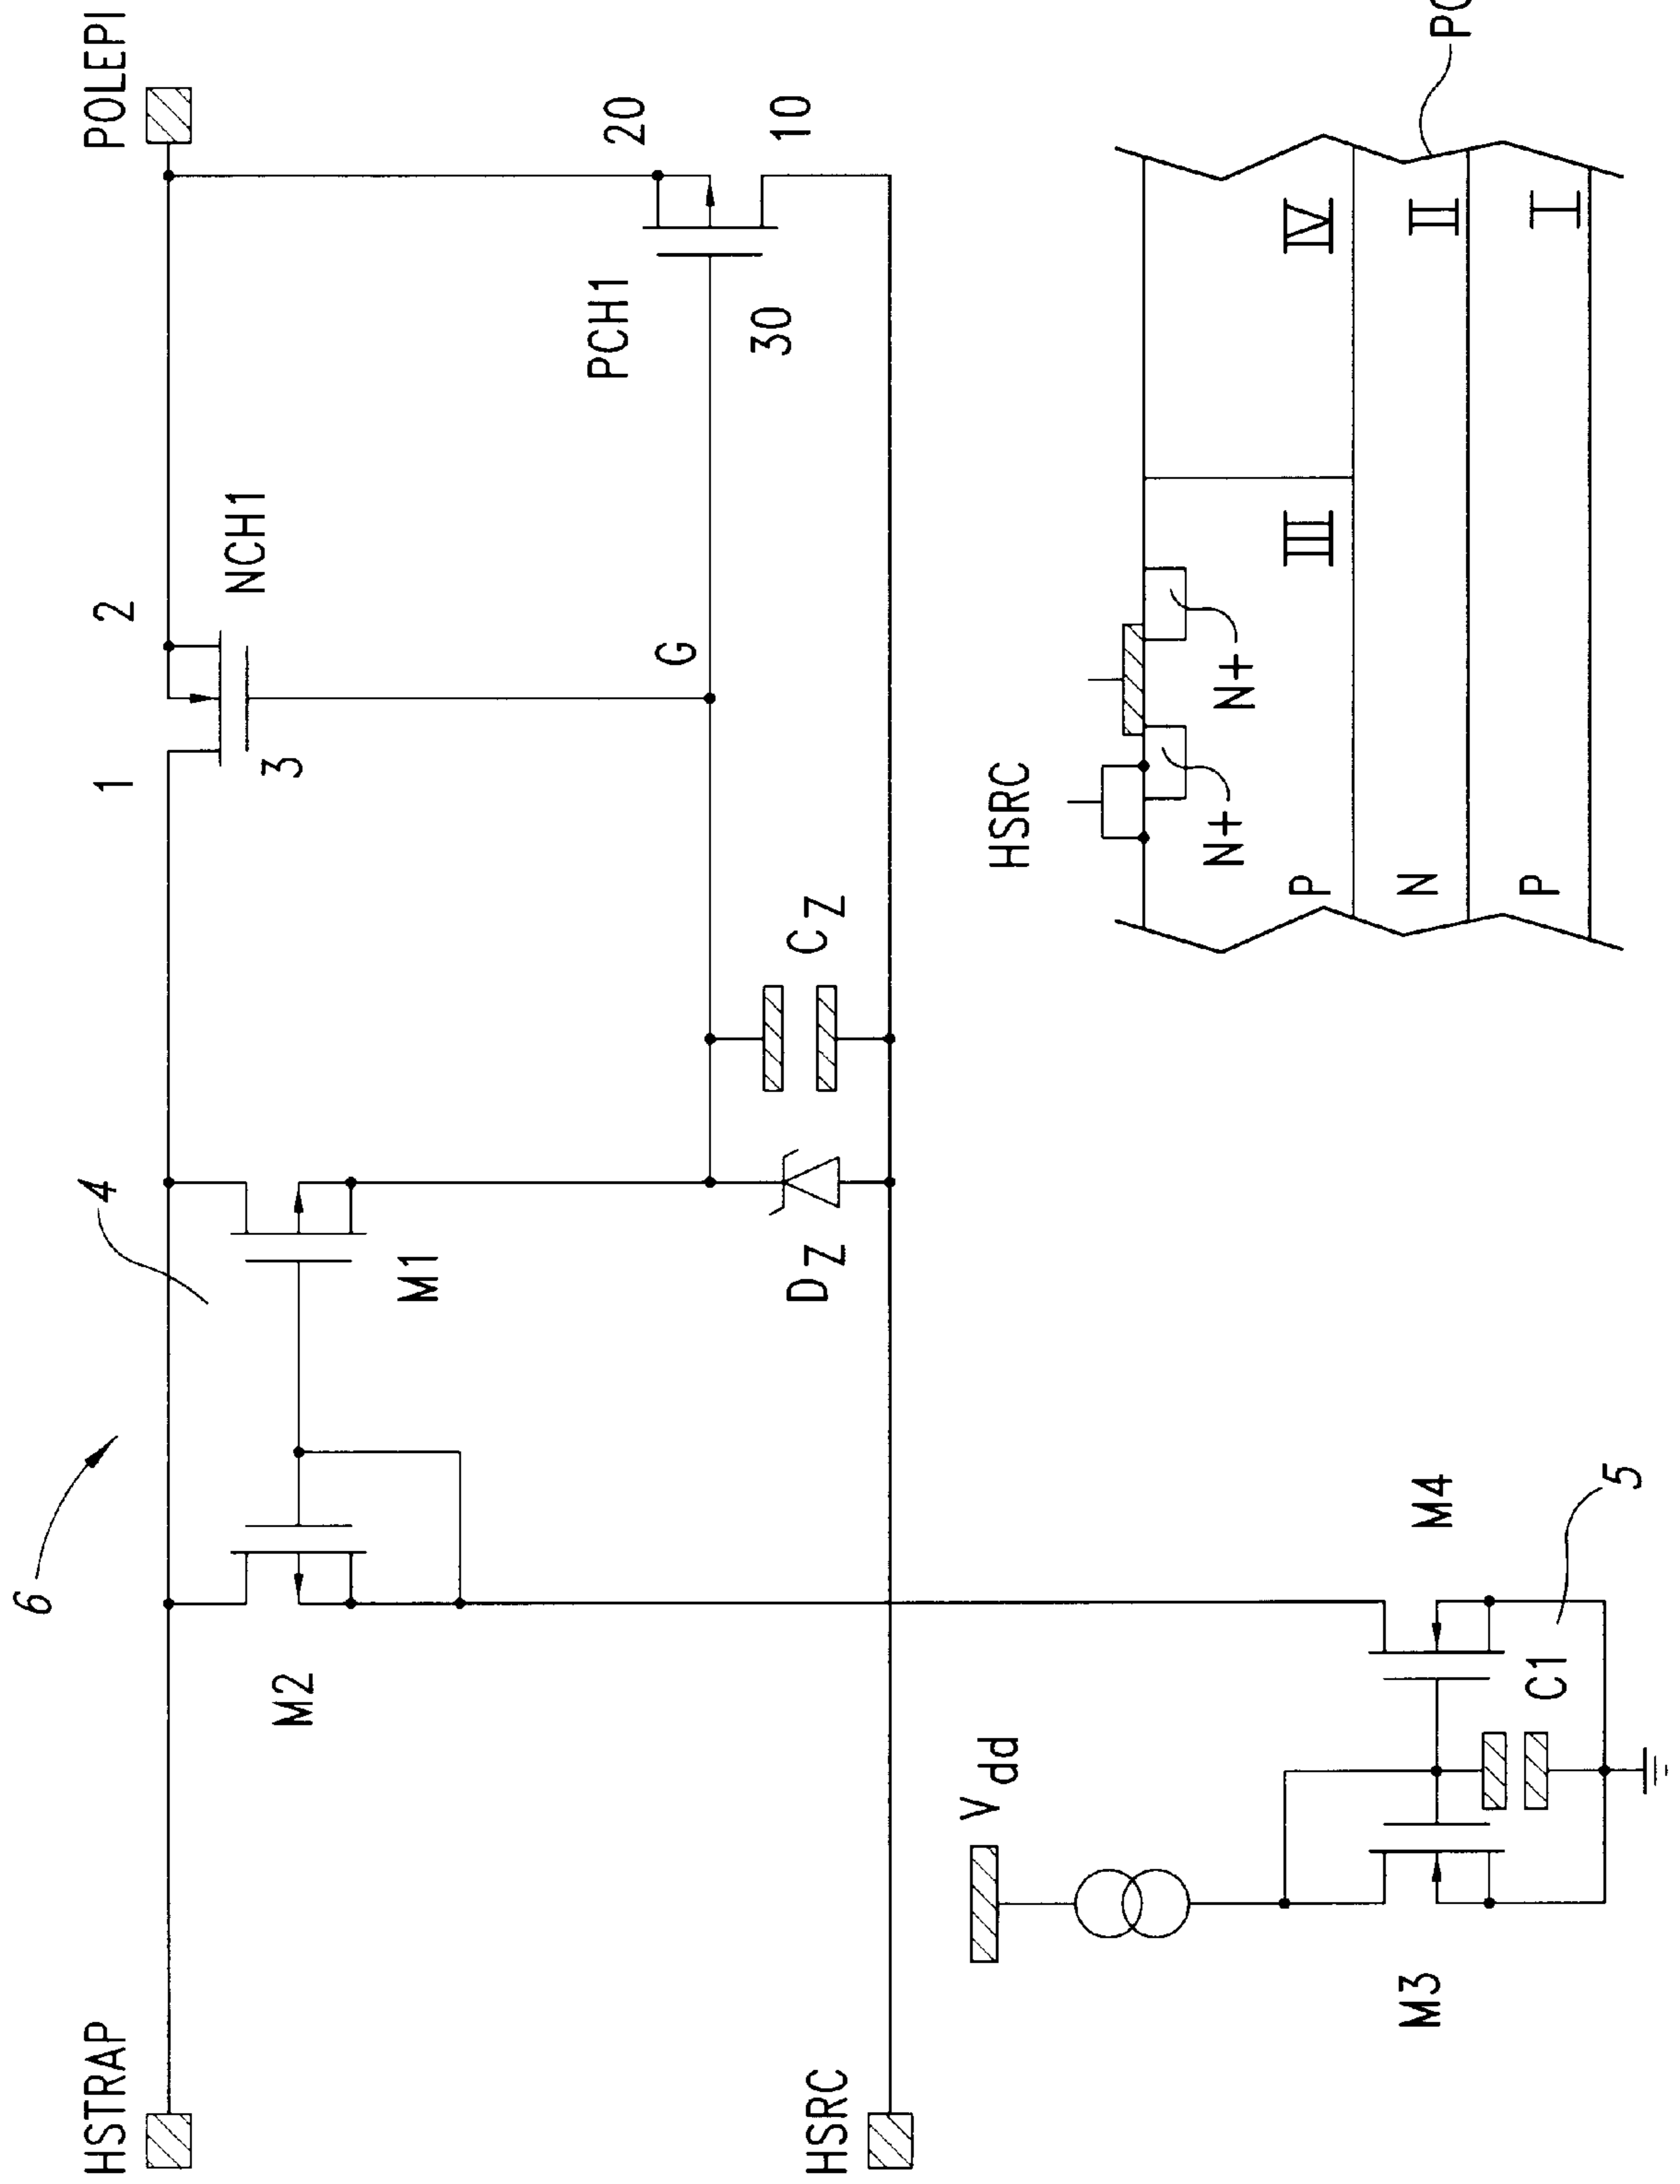 6
4
HSTRAP
POLEPI
1
2
NCH1
3
M2
M1
G
PCH1
20
30
10
DZ
CZ
HSRC
Vdd
M3
M4
C1
5
HSRC
N+
N+
P
III
IV
N
II
P
I